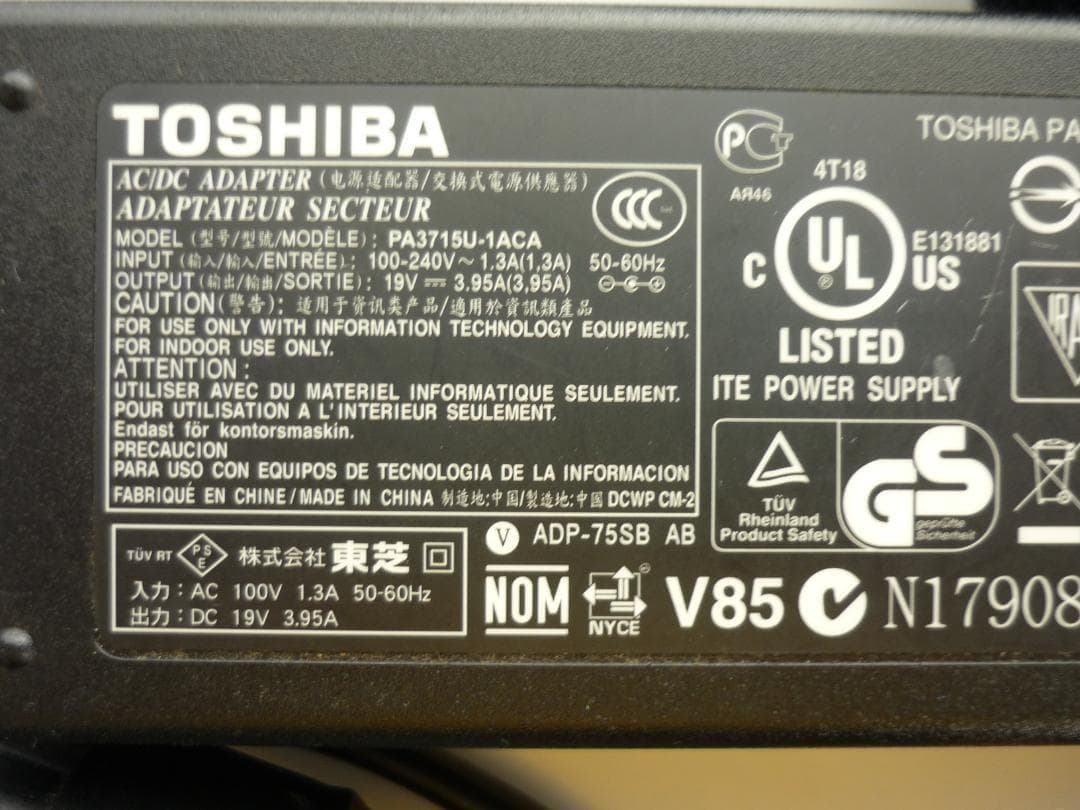 TOSHIBA
AC/DC ADAPTER (电源适配器/交換式電源供應器)
ADAPTATEUR SECTEUR
MODEL (型号/型號/MODÈLE): PA3715U-1ACA
INPUT (输入/輸入/ENTRÉE): 100-240V~1.3A(1,3A) 50-60Hz
OUTPUT (输出/輸出/SORTIE): 19V ⎓ 3.95A(3,95A)
CAUTION(警告): 适用于资讯类产品/適用於資訊類產品
FOR USE ONLY WITH INFORMATION TECHNOLOGY EQUIPMENT.
FOR INDOOR USE ONLY.
ATTENTION:
UTILISER AVEC DU MATERIEL INFORMATIQUE SEULEMENT.
POUR UTILISATION A L'INTERIEUR SEULEMENT.
Endast för kontorsmaskin.
PRECAUCION
PARA USO CON EQUIPOS DE TECNOLOGIA DE LA INFORMACION
FABRIQUÉ EN CHINE/MADE IN CHINA 制造地:中国/製造地:中國 DCWP CM-2
TÜV RT PSE 株式会社 東芝
入力:AC 100V 1.3A 50-60Hz
出力:DC 19V 3.95A
V ADP-75SB AB
NOM NYCE V85 N17908
CCC
PCT
AR46
4T18
C UL US E131881
R
LISTED
ITE POWER SUPPLY
TÜV
Rheinland
Product Safety
GS
geprüfte
Sicherheit
TOSHIBA PA